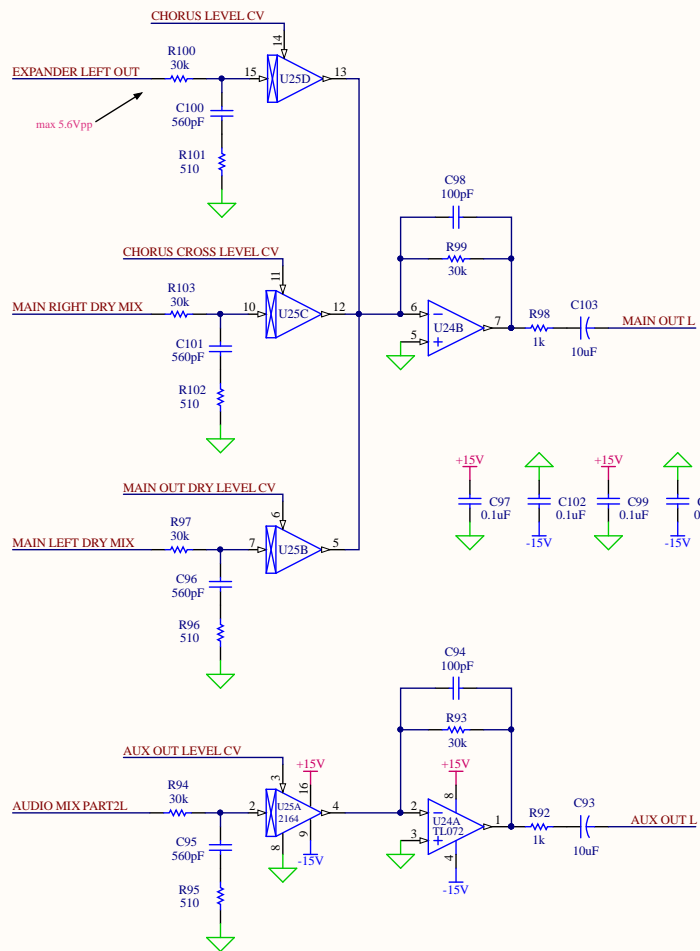 CHORUS LEVEL CV
14
R100
30k
EXPANDER LEFT OUT
15
U25D
13
C100
560pF
max 5.6Vpp
R101
510
C98
100pF
R99
30k
CHORUS CROSS LEVEL CV
11
R103
30k
MAIN RIGHT DRY MIX
10
U25C
12
6
7
U24B
5
R98
1k
C103
10uF
MAIN OUT L
C101
560pF
R102
510
+15V
+15V
C97
0.1uF
C102
0.1uF
C99
0.1uF
-15V
-15V
MAIN OUT DRY LEVEL CV
6
R97
30k
MAIN LEFT DRY MIX
7
U25B
5
C96
560pF
R96
510
C94
100pF
R93
30k
AUX OUT LEVEL CV
3
+15V
16
+15V
8
R94
30k
AUDIO MIX PART2L
2
U25A
2164
4
8
9
-15V
2
1
U24A
TL072
3
4
-15V
R92
1k
C93
10uF
AUX OUT L
C95
560pF
R95
510